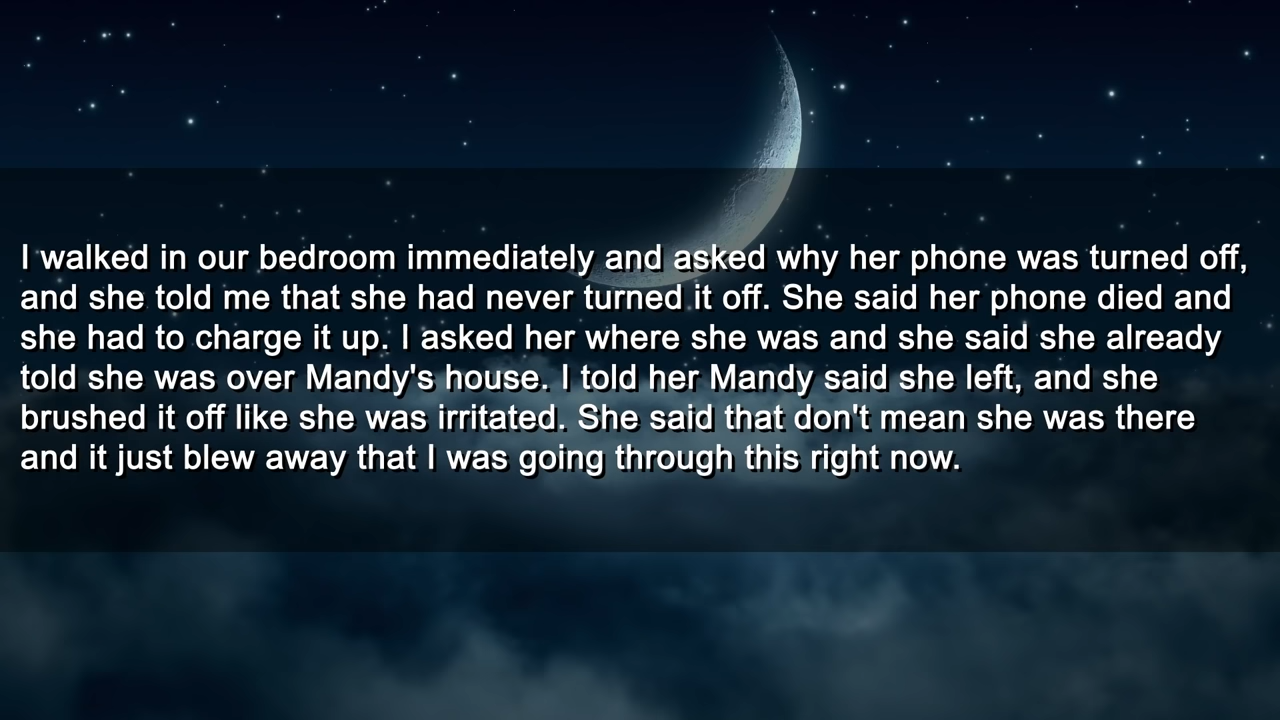 I walked in our bedroom immediately and asked why her phone was turned off,
and she told me that she had never turned it off. She said her phone died and
she had to charge it up. I asked her where she was and she said she already
told she was over Mandy's house. I told her Mandy said she left, and she
brushed it off like she was irritated. She said that don't mean she was there
and it just blew away that I was going through this right now.